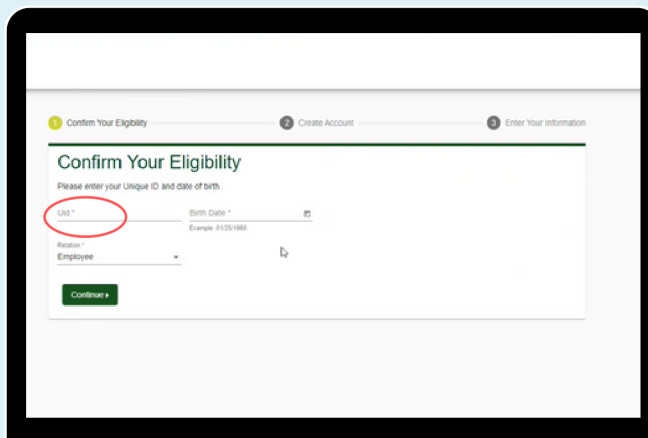 1 Confirm Your Eligibility 2 Create Account 3 Enter Your Information
Confirm Your Eligibility
Please enter your Unique ID and date of birth.
Uid * Birth Date *
Example: 01/25/1980
Relation *
Employee
Continue